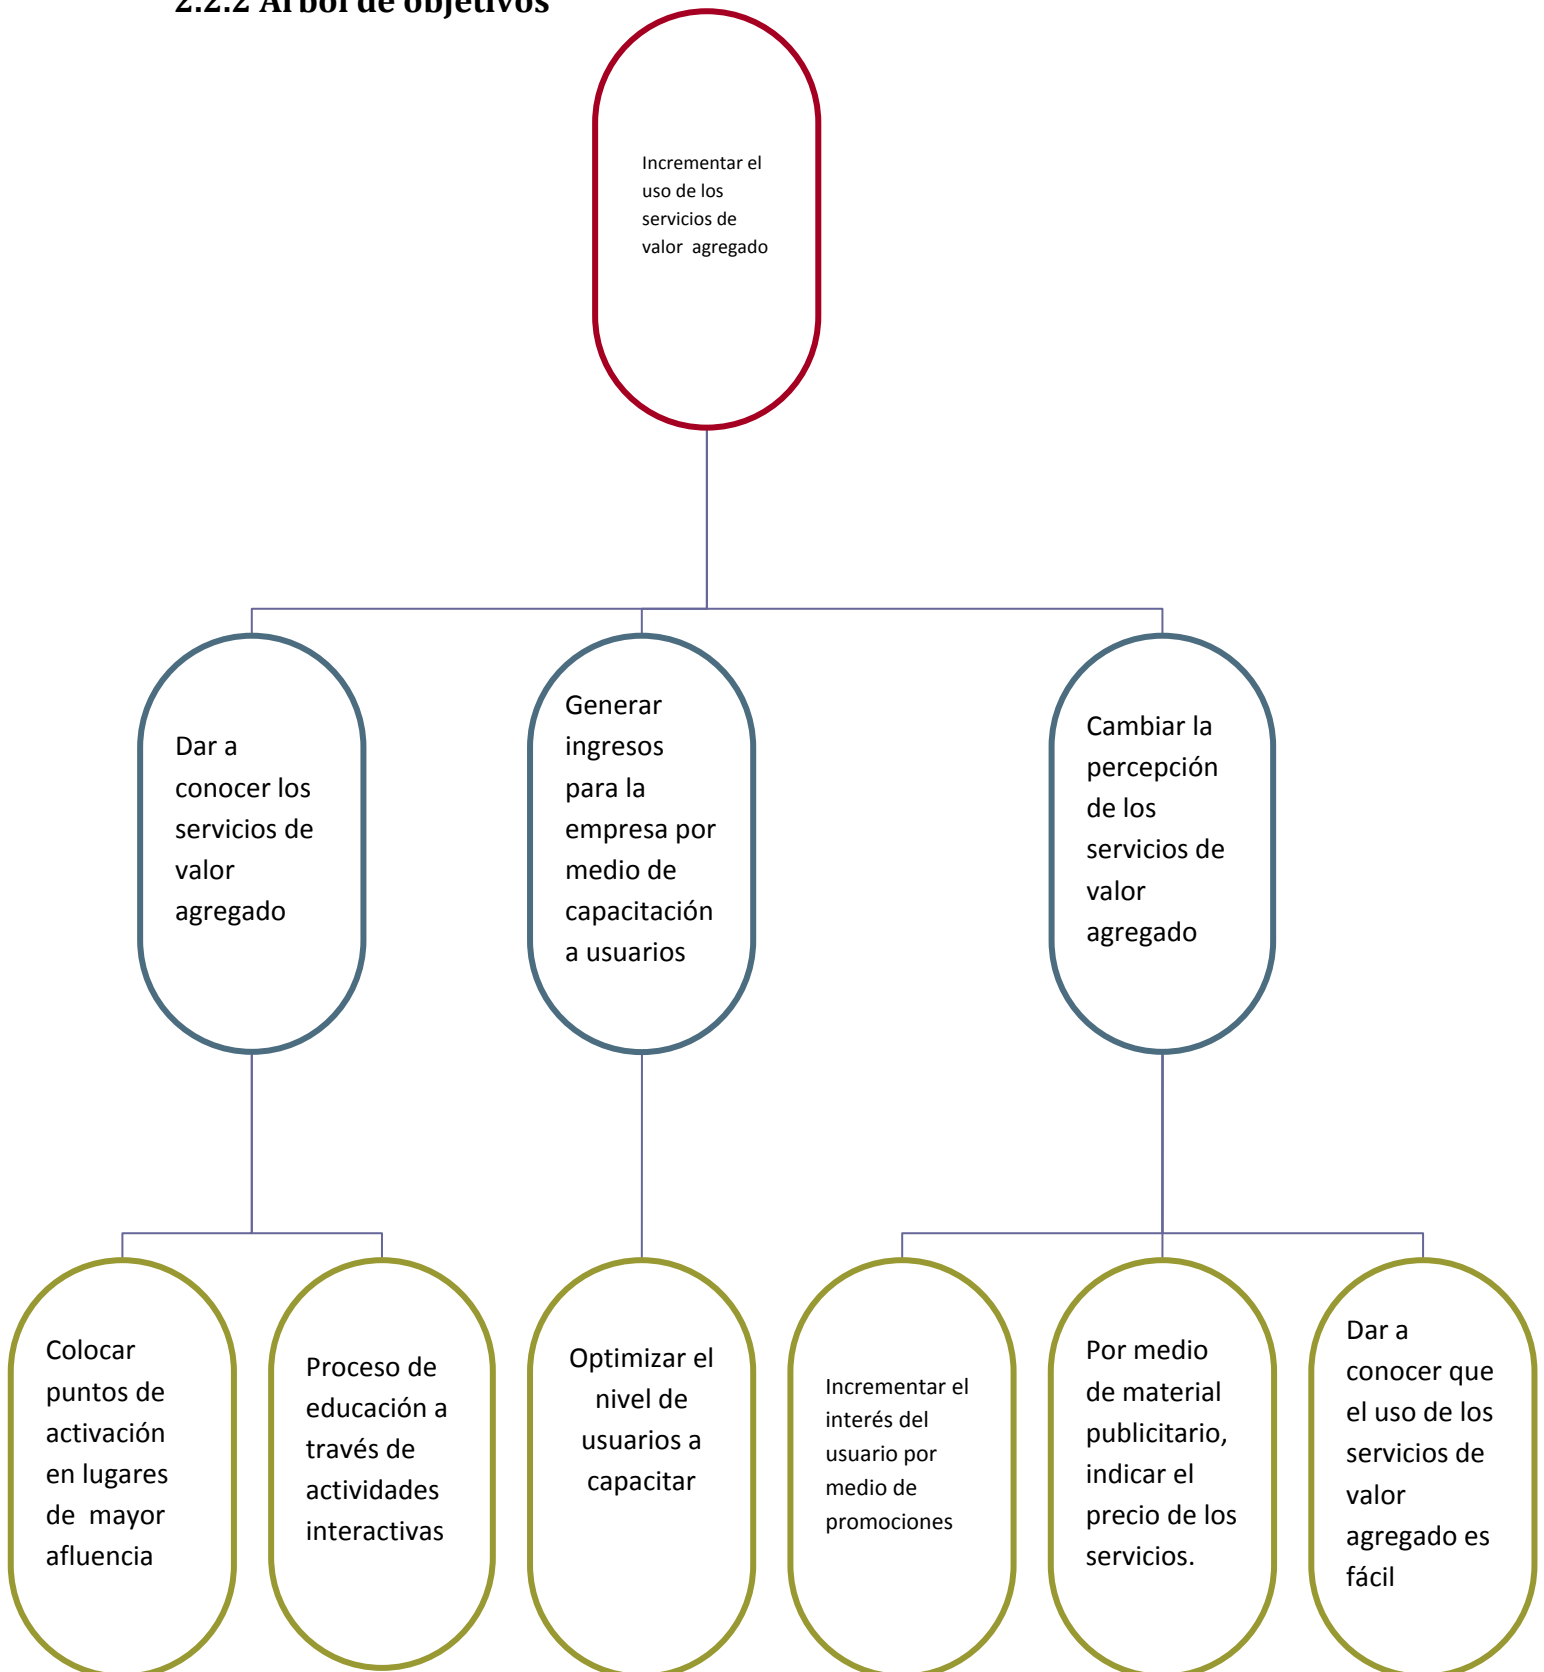 2.2.2 Árbol de objetivos
Incrementar el
uso de los
servicios de
valor  agregado
Dar a
conocer los
servicios de
valor
agregado
Generar
ingresos
para la
empresa por
medio de
capacitación
a usuarios
Cambiar la
percepción
de los
servicios de
valor
agregado
Colocar
puntos de
activación
en lugares
de  mayor
afluencia
Proceso de
educación a
través de
actividades
interactivas
Optimizar el
nivel de
usuarios a
capacitar
Incrementar el
interés del
usuario por
medio de
promociones
Por medio
de material
publicitario,
indicar el
precio de los
servicios.
Dar a
conocer que
el uso de los
servicios de
valor
agregado es
fácil